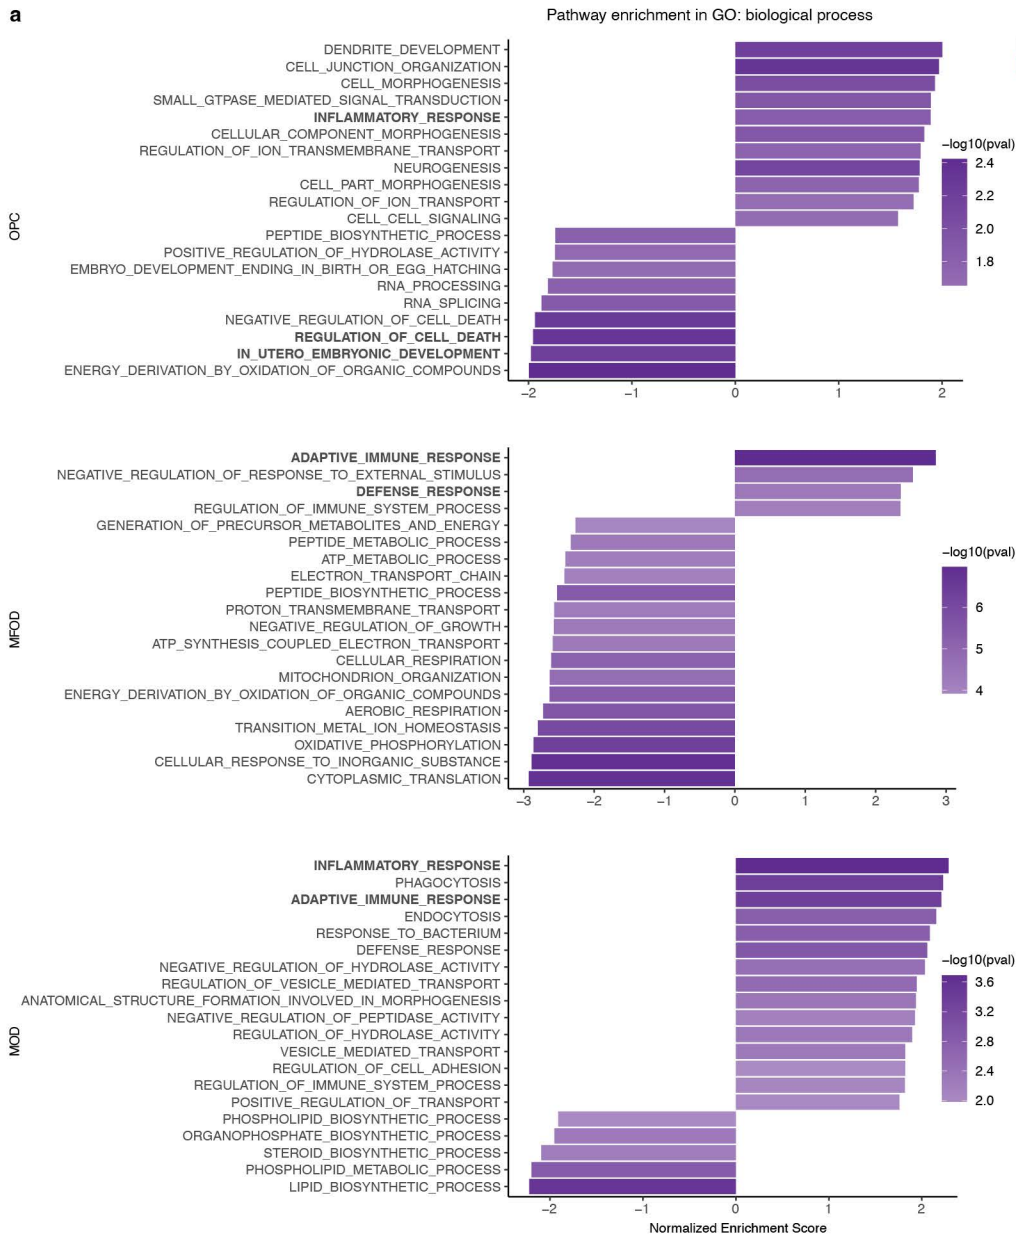 a
Pathway enrichment in GO: biological process
OPC
DENDRITE_DEVELOPMENT
CELL_JUNCTION_ORGANIZATION
CELL_MORPHOGENESIS
SMALL_GTPASE_MEDIATED_SIGNAL_TRANSDUCTION
INFLAMMATORY_RESPONSE
CELLULAR_COMPONENT_MORPHOGENESIS
REGULATION_OF_ION_TRANSMEMBRANE_TRANSPORT
NEUROGENESIS
CELL_PART_MORPHOGENESIS
REGULATION_OF_ION_TRANSPORT
CELL_CELL_SIGNALING
PEPTIDE_BIOSYNTHETIC_PROCESS
POSITIVE_REGULATION_OF_HYDROLASE_ACTIVITY
EMBRYO_DEVELOPMENT_ENDING_IN_BIRTH_OR_EGG_HATCHING
RNA_PROCESSING
RNA_SPLICING
NEGATIVE_REGULATION_OF_CELL_DEATH
REGULATION_OF_CELL_DEATH
IN_UTERO_EMBRYONIC_DEVELOPMENT
ENERGY_DERIVATION_BY_OXIDATION_OF_ORGANIC_COMPOUNDS
−2 −1 0 1 2
−log10(pval)
2.4
2.2
2.0
1.8
MFOD
ADAPTIVE_IMMUNE_RESPONSE
NEGATIVE_REGULATION_OF_RESPONSE_TO_EXTERNAL_STIMULUS
DEFENSE_RESPONSE
REGULATION_OF_IMMUNE_SYSTEM_PROCESS
GENERATION_OF_PRECURSOR_METABOLITES_AND_ENERGY
PEPTIDE_METABOLIC_PROCESS
ATP_METABOLIC_PROCESS
ELECTRON_TRANSPORT_CHAIN
PEPTIDE_BIOSYNTHETIC_PROCESS
PROTON_TRANSMEMBRANE_TRANSPORT
NEGATIVE_REGULATION_OF_GROWTH
ATP_SYNTHESIS_COUPLED_ELECTRON_TRANSPORT
CELLULAR_RESPIRATION
MITOCHONDRION_ORGANIZATION
ENERGY_DERIVATION_BY_OXIDATION_OF_ORGANIC_COMPOUNDS
AEROBIC_RESPIRATION
TRANSITION_METAL_ION_HOMEOSTASIS
OXIDATIVE_PHOSPHORYLATION
CELLULAR_RESPONSE_TO_INORGANIC_SUBSTANCE
CYTOPLASMIC_TRANSLATION
−3 −2 −1 0 1 2 3
−log10(pval)
6
5
4
MOD
INFLAMMATORY_RESPONSE
PHAGOCYTOSIS
ADAPTIVE_IMMUNE_RESPONSE
ENDOCYTOSIS
RESPONSE_TO_BACTERIUM
DEFENSE_RESPONSE
NEGATIVE_REGULATION_OF_HYDROLASE_ACTIVITY
REGULATION_OF_VESICLE_MEDIATED_TRANSPORT
ANATOMICAL_STRUCTURE_FORMATION_INVOLVED_IN_MORPHOGENESIS
NEGATIVE_REGULATION_OF_PEPTIDASE_ACTIVITY
REGULATION_OF_HYDROLASE_ACTIVITY
VESICLE_MEDIATED_TRANSPORT
REGULATION_OF_CELL_ADHESION
REGULATION_OF_IMMUNE_SYSTEM_PROCESS
POSITIVE_REGULATION_OF_TRANSPORT
PHOSPHOLIPID_BIOSYNTHETIC_PROCESS
ORGANOPHOSPHATE_BIOSYNTHETIC_PROCESS
STEROID_BIOSYNTHETIC_PROCESS
PHOSPHOLIPID_METABOLIC_PROCESS
LIPID_BIOSYNTHETIC_PROCESS
−2 −1 0 1 2
−log10(pval)
3.6
3.2
2.8
2.4
2.0
Normalized Enrichment Score